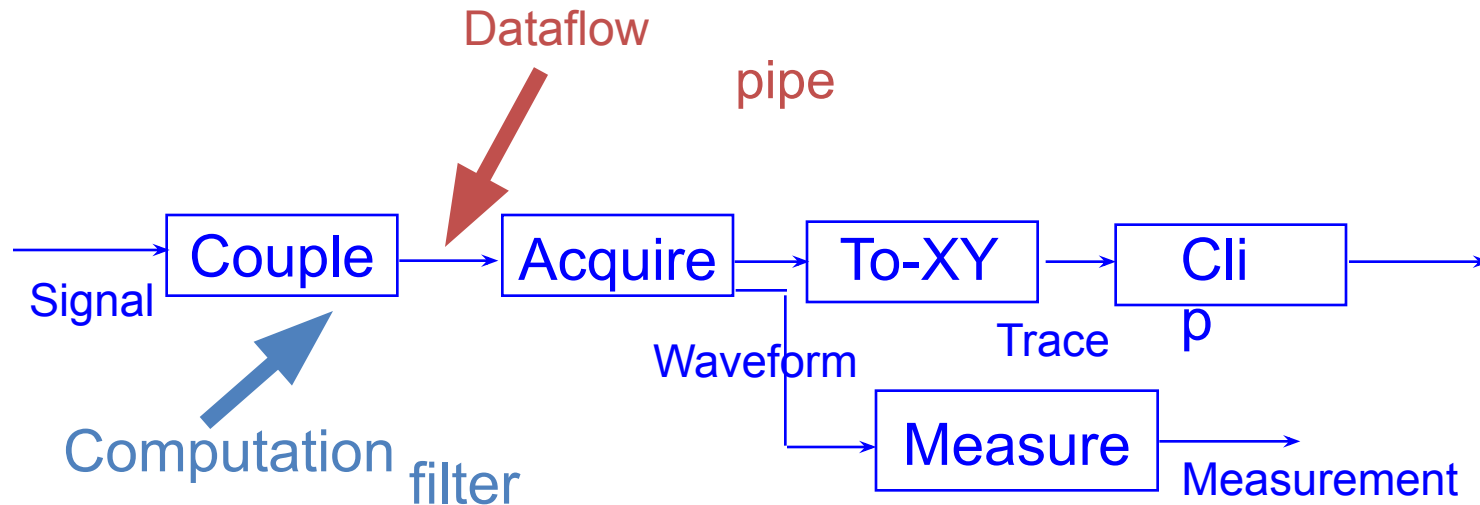 Dataflow
pipe
Couple
Acquire
To-XY
Cli
p
Signal
Waveform
Trace
Computation
filter
Measure
Measurement